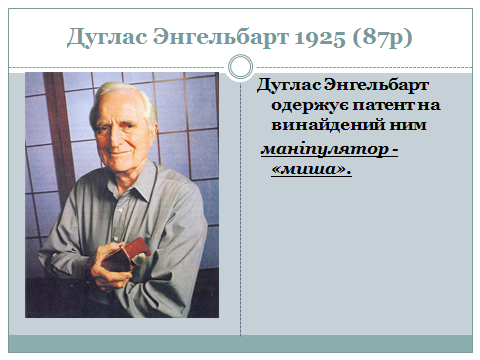 Дуглас Энгельбарт 1925 (87р)
Дуглас Энгельбарт
одержує патент на
винайдений ним
маніпулятор -
«миша».